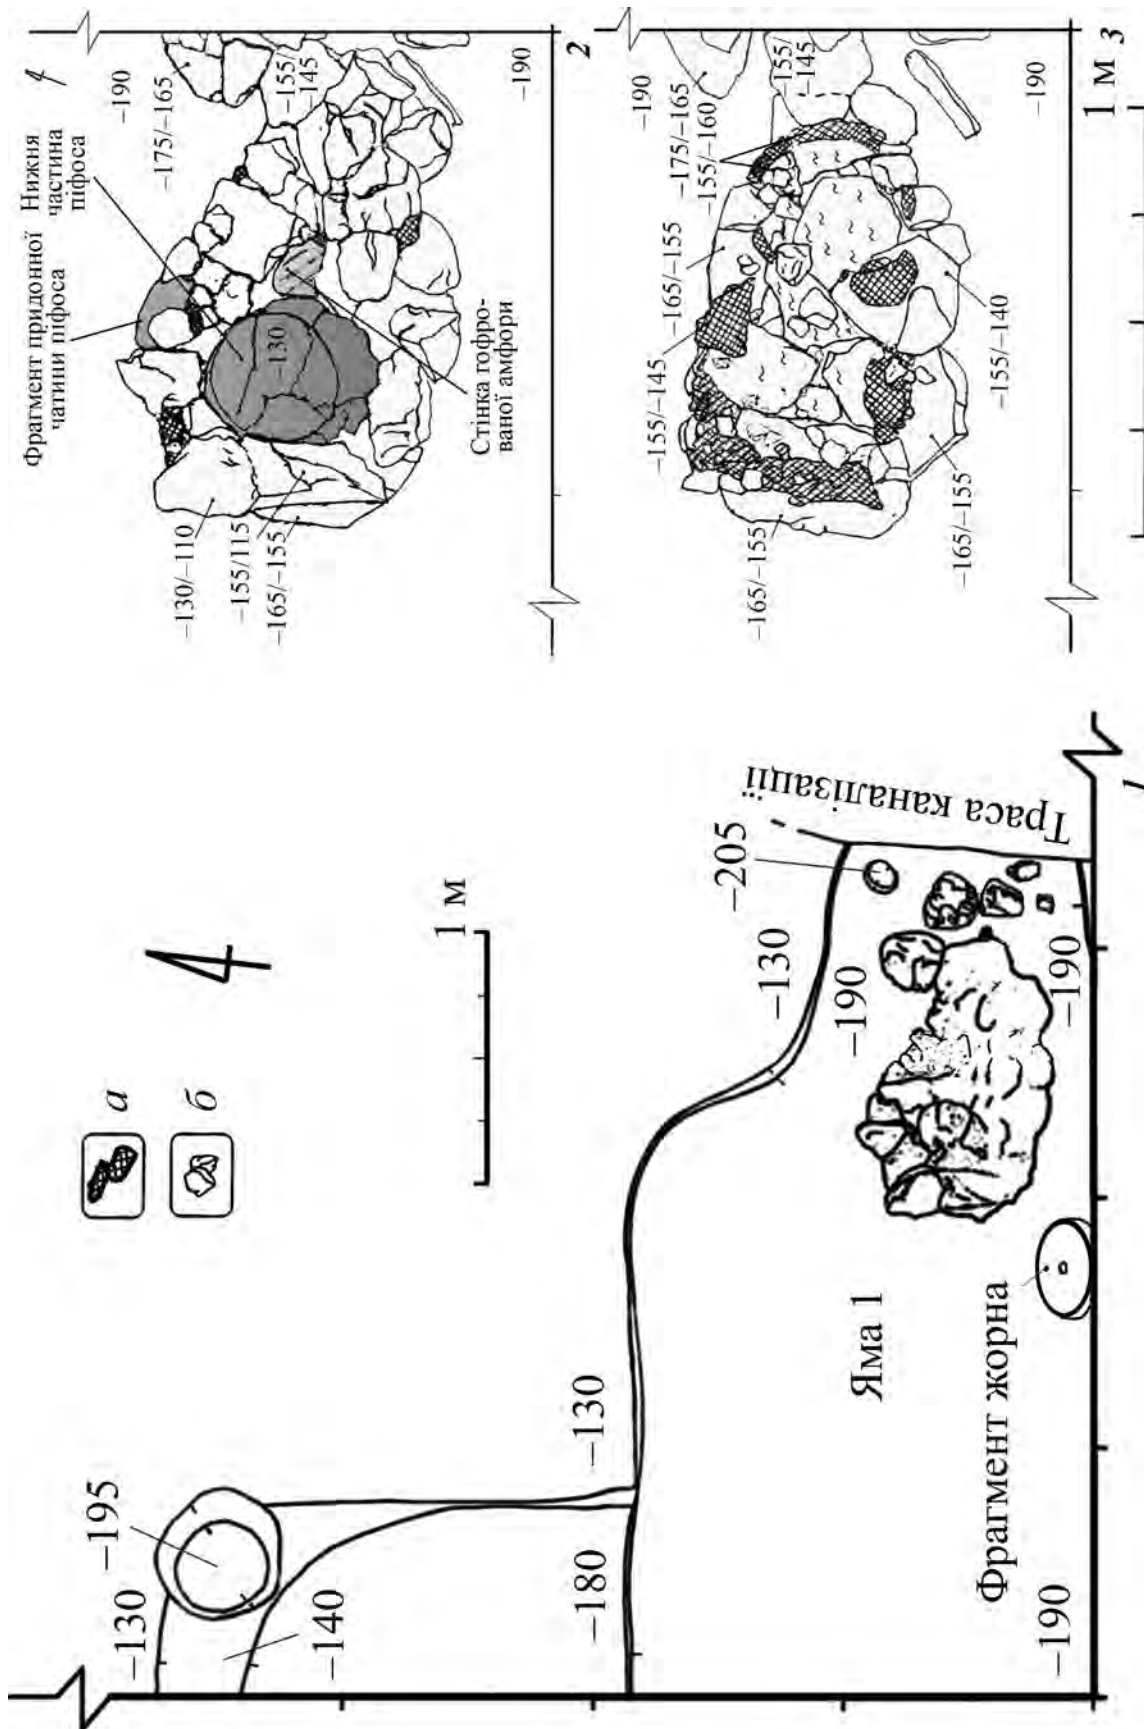 Фрагмент придонної
чатини піфоса
Нижня
частина
піфоса
–190
–175/–165
–155/
–145
–190
–130
–130/–110
–155/115
–165/–155
Стінка гофро-
ваної амфори
2
–190
–175/–165
–155/–160
–155/
–145
–190
–165/–155
–155/–145
–155/–140
–165/–155
–165/–155
3
1 м
а
б
1 м
–195
–130
–140
–180
–130
–130
–205
–190
–190
–190
Траса каналізації
Яма 1
Фрагмент жорна
1